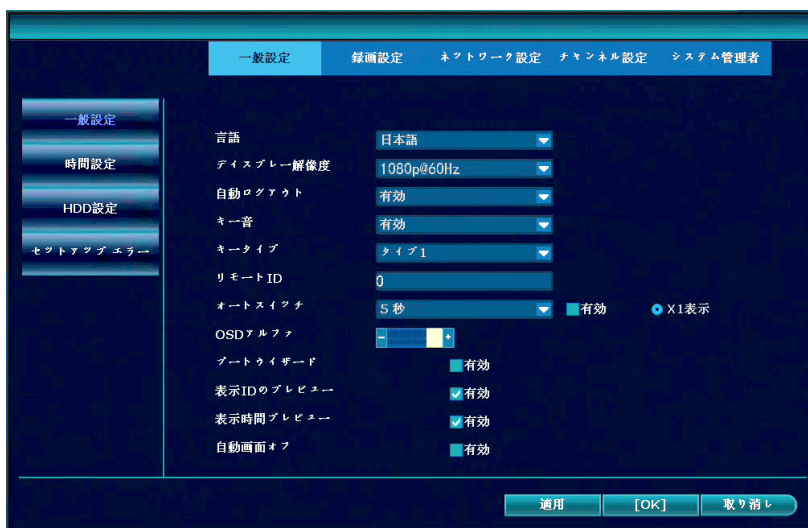 一般設定 録画設定 ネットワーク設定 チャンネル設定 システム管理者
一般設定
時間設定
HDD設定
セットアップ エラー
言語 日本語
ディスプレー解像度 1080p@60Hz
自動ログアウト 有効
キー音 有効
キータイプ タイプ1
リモートID 0
オートスイッチ 5 秒 有効 X1表示
OSDアルファ - +
ブートウィザード 有効
表示IDのプレビュー 有効
表示時間プレビュー 有効
自動画面オフ 有効
適用 [OK] 取り消し